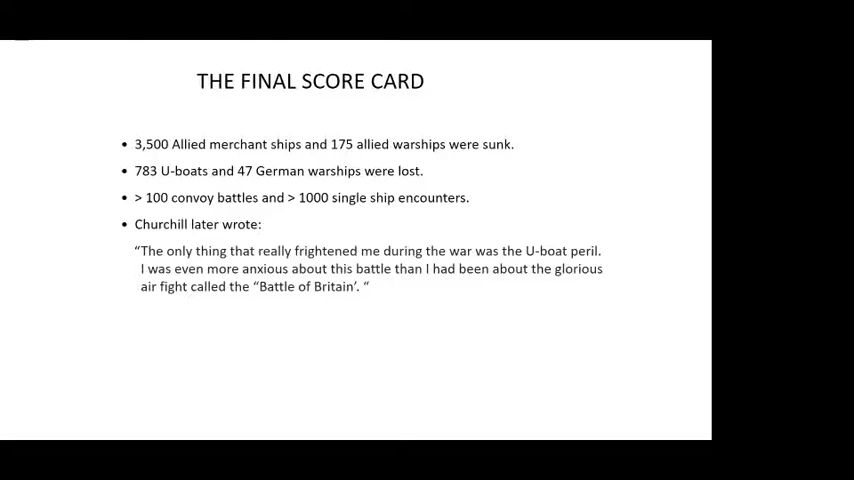 THE FINAL SCORE CARD
• 3,500 Allied merchant ships and 175 allied warships were sunk.
• 783 U-boats and 47 German warships were lost.
• > 100 convoy battles and > 1000 single ship encounters.
• Churchill later wrote:
“The only thing that really frightened me during the war was the U-boat peril.
I was even more anxious about this battle than I had been about the glorious
air fight called the “Battle of Britain’. “